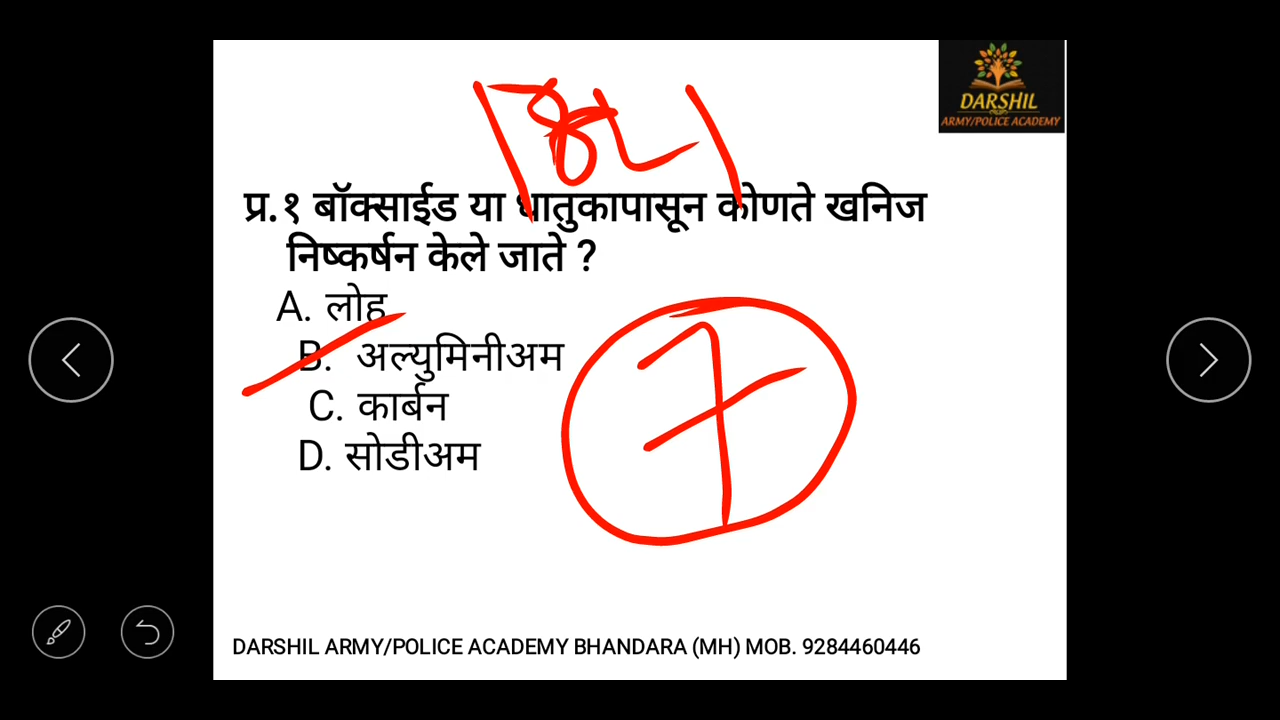 DARSHIL
ARMY/POLICE ACADEMY
प्र.१ बॉक्साईड या धातुकापासून कोणते खनिज
निष्कर्षन केले जाते ?
A. लोह
B. अल्युमिनीअम
C. कार्बन
D. सोडीअम
DARSHIL ARMY/POLICE ACADEMY BHANDARA (MH) MOB. 9284460446